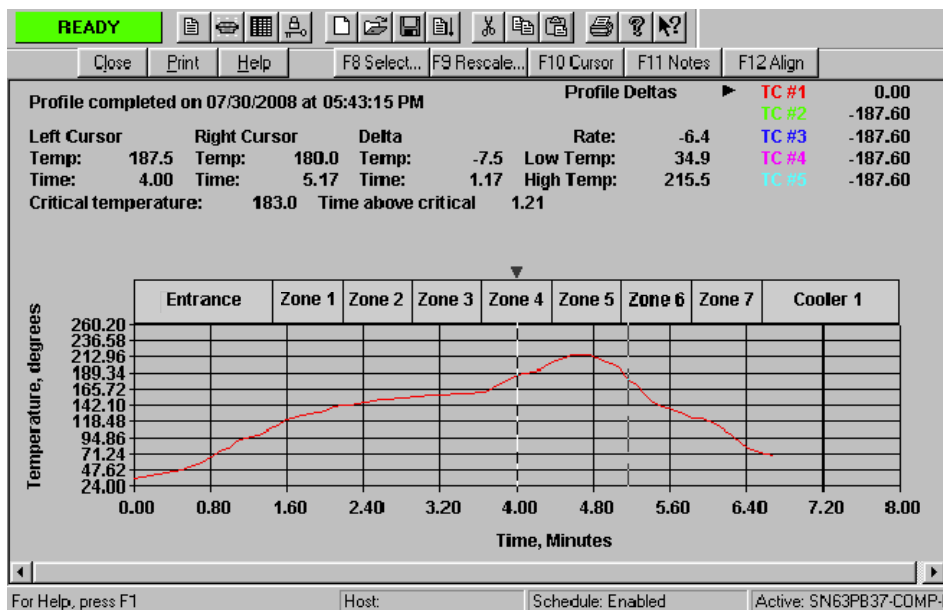 READY
Close Print Help F8 Select... F9 Rescale... F10 Cursor F11 Notes F12 Align
Profile completed on 07/30/2008 at 05:43:15 PM Profile Deltas TC #1 0.00
TC #2 -187.60
Left Cursor Right Cursor Delta Rate: -6.4 TC #3 -187.60
Temp: 187.5 Temp: 180.0 Temp: -7.5 Low Temp: 34.9 TC #4 -187.60
Time: 4.00 Time: 5.17 Time: 1.17 High Temp: 215.5 TC #5 -187.60
Critical temperature: 183.0 Time above critical 1.21
Entrance Zone 1 Zone 2 Zone 3 Zone 4 Zone 5 Zone 6 Zone 7 Cooler 1
Temperature, degrees
260.20
236.58
212.96
189.34
165.72
142.10
118.48
94.86
71.24
47.62
24.00
0.00 0.80 1.60 2.40 3.20 4.00 4.80 5.60 6.40 7.20 8.00
Time, Minutes
For Help, press F1 Host: Schedule: Enabled Active: SN63PB37-COMP-